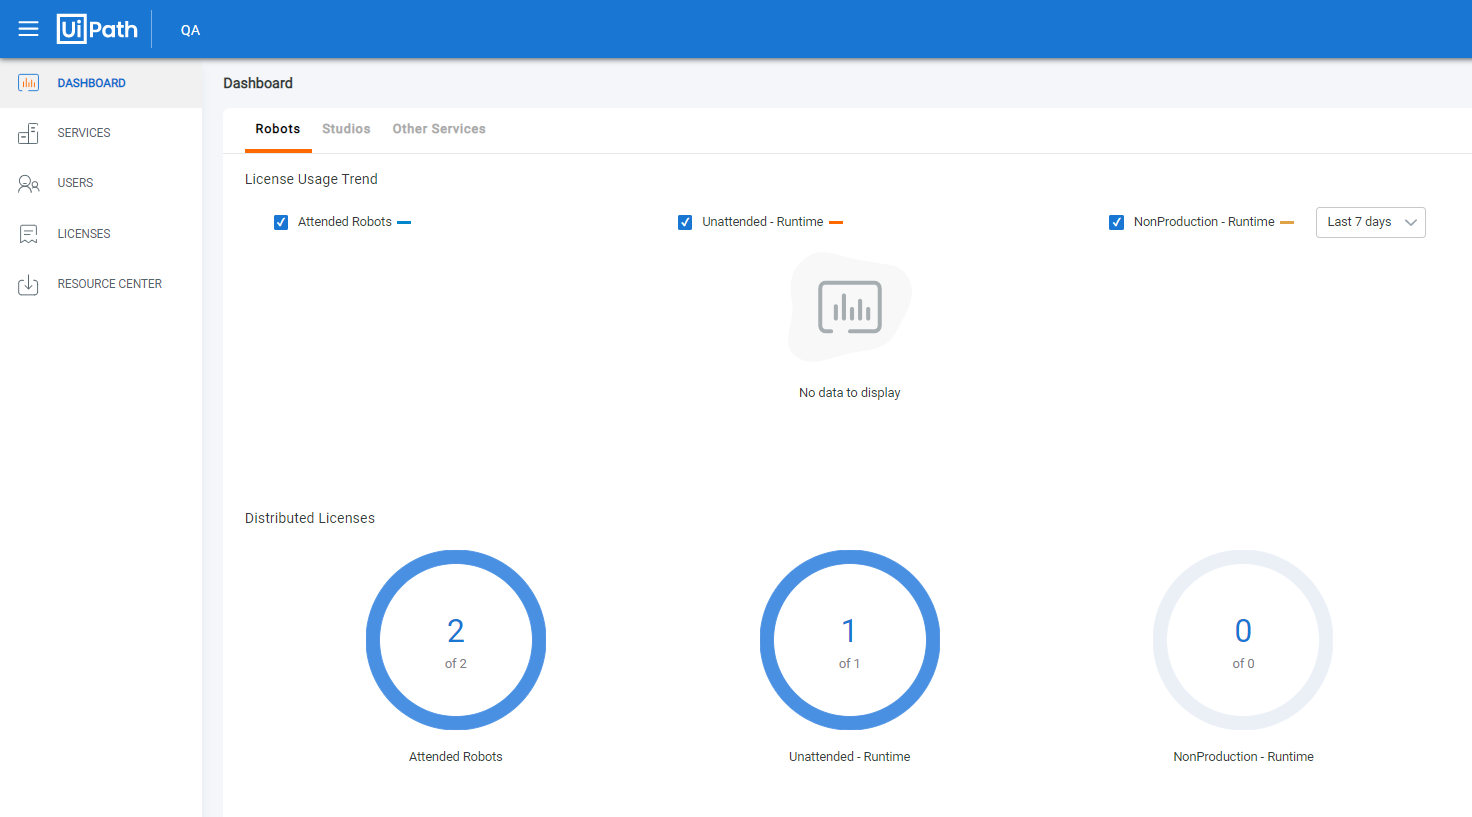 UiPath QA
DASHBOARD
SERVICES
USERS
LICENSES
RESOURCE CENTER
Dashboard
Robots Studios Other Services
License Usage Trend
Attended Robots Unattended - Runtime NonProduction - Runtime Last 7 days
No data to display
Distributed Licenses
2 1 0
of 2 of 1 of 0
Attended Robots Unattended - Runtime NonProduction - Runtime